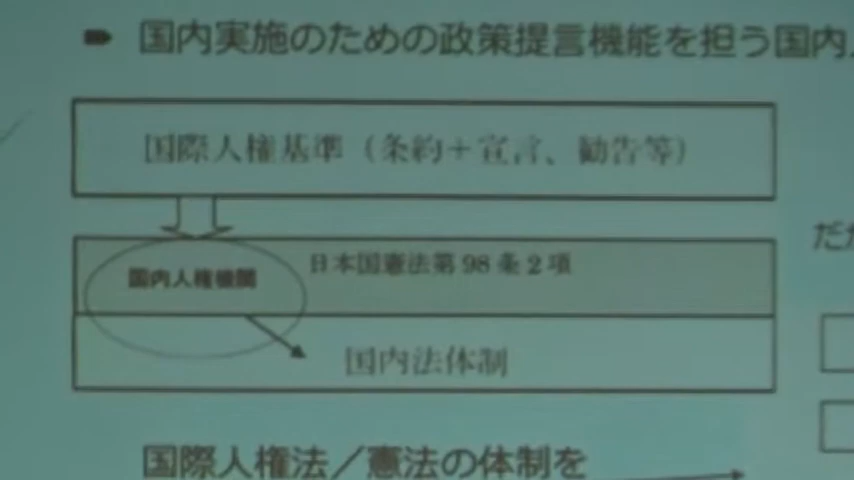 国内実施のための政策提言機能を担う国内
国際人権基準（条約＋宣言、勧告等）
国内人権機関
日本国憲法第98条2項
国内法体制
国際人権法／憲法の体制を